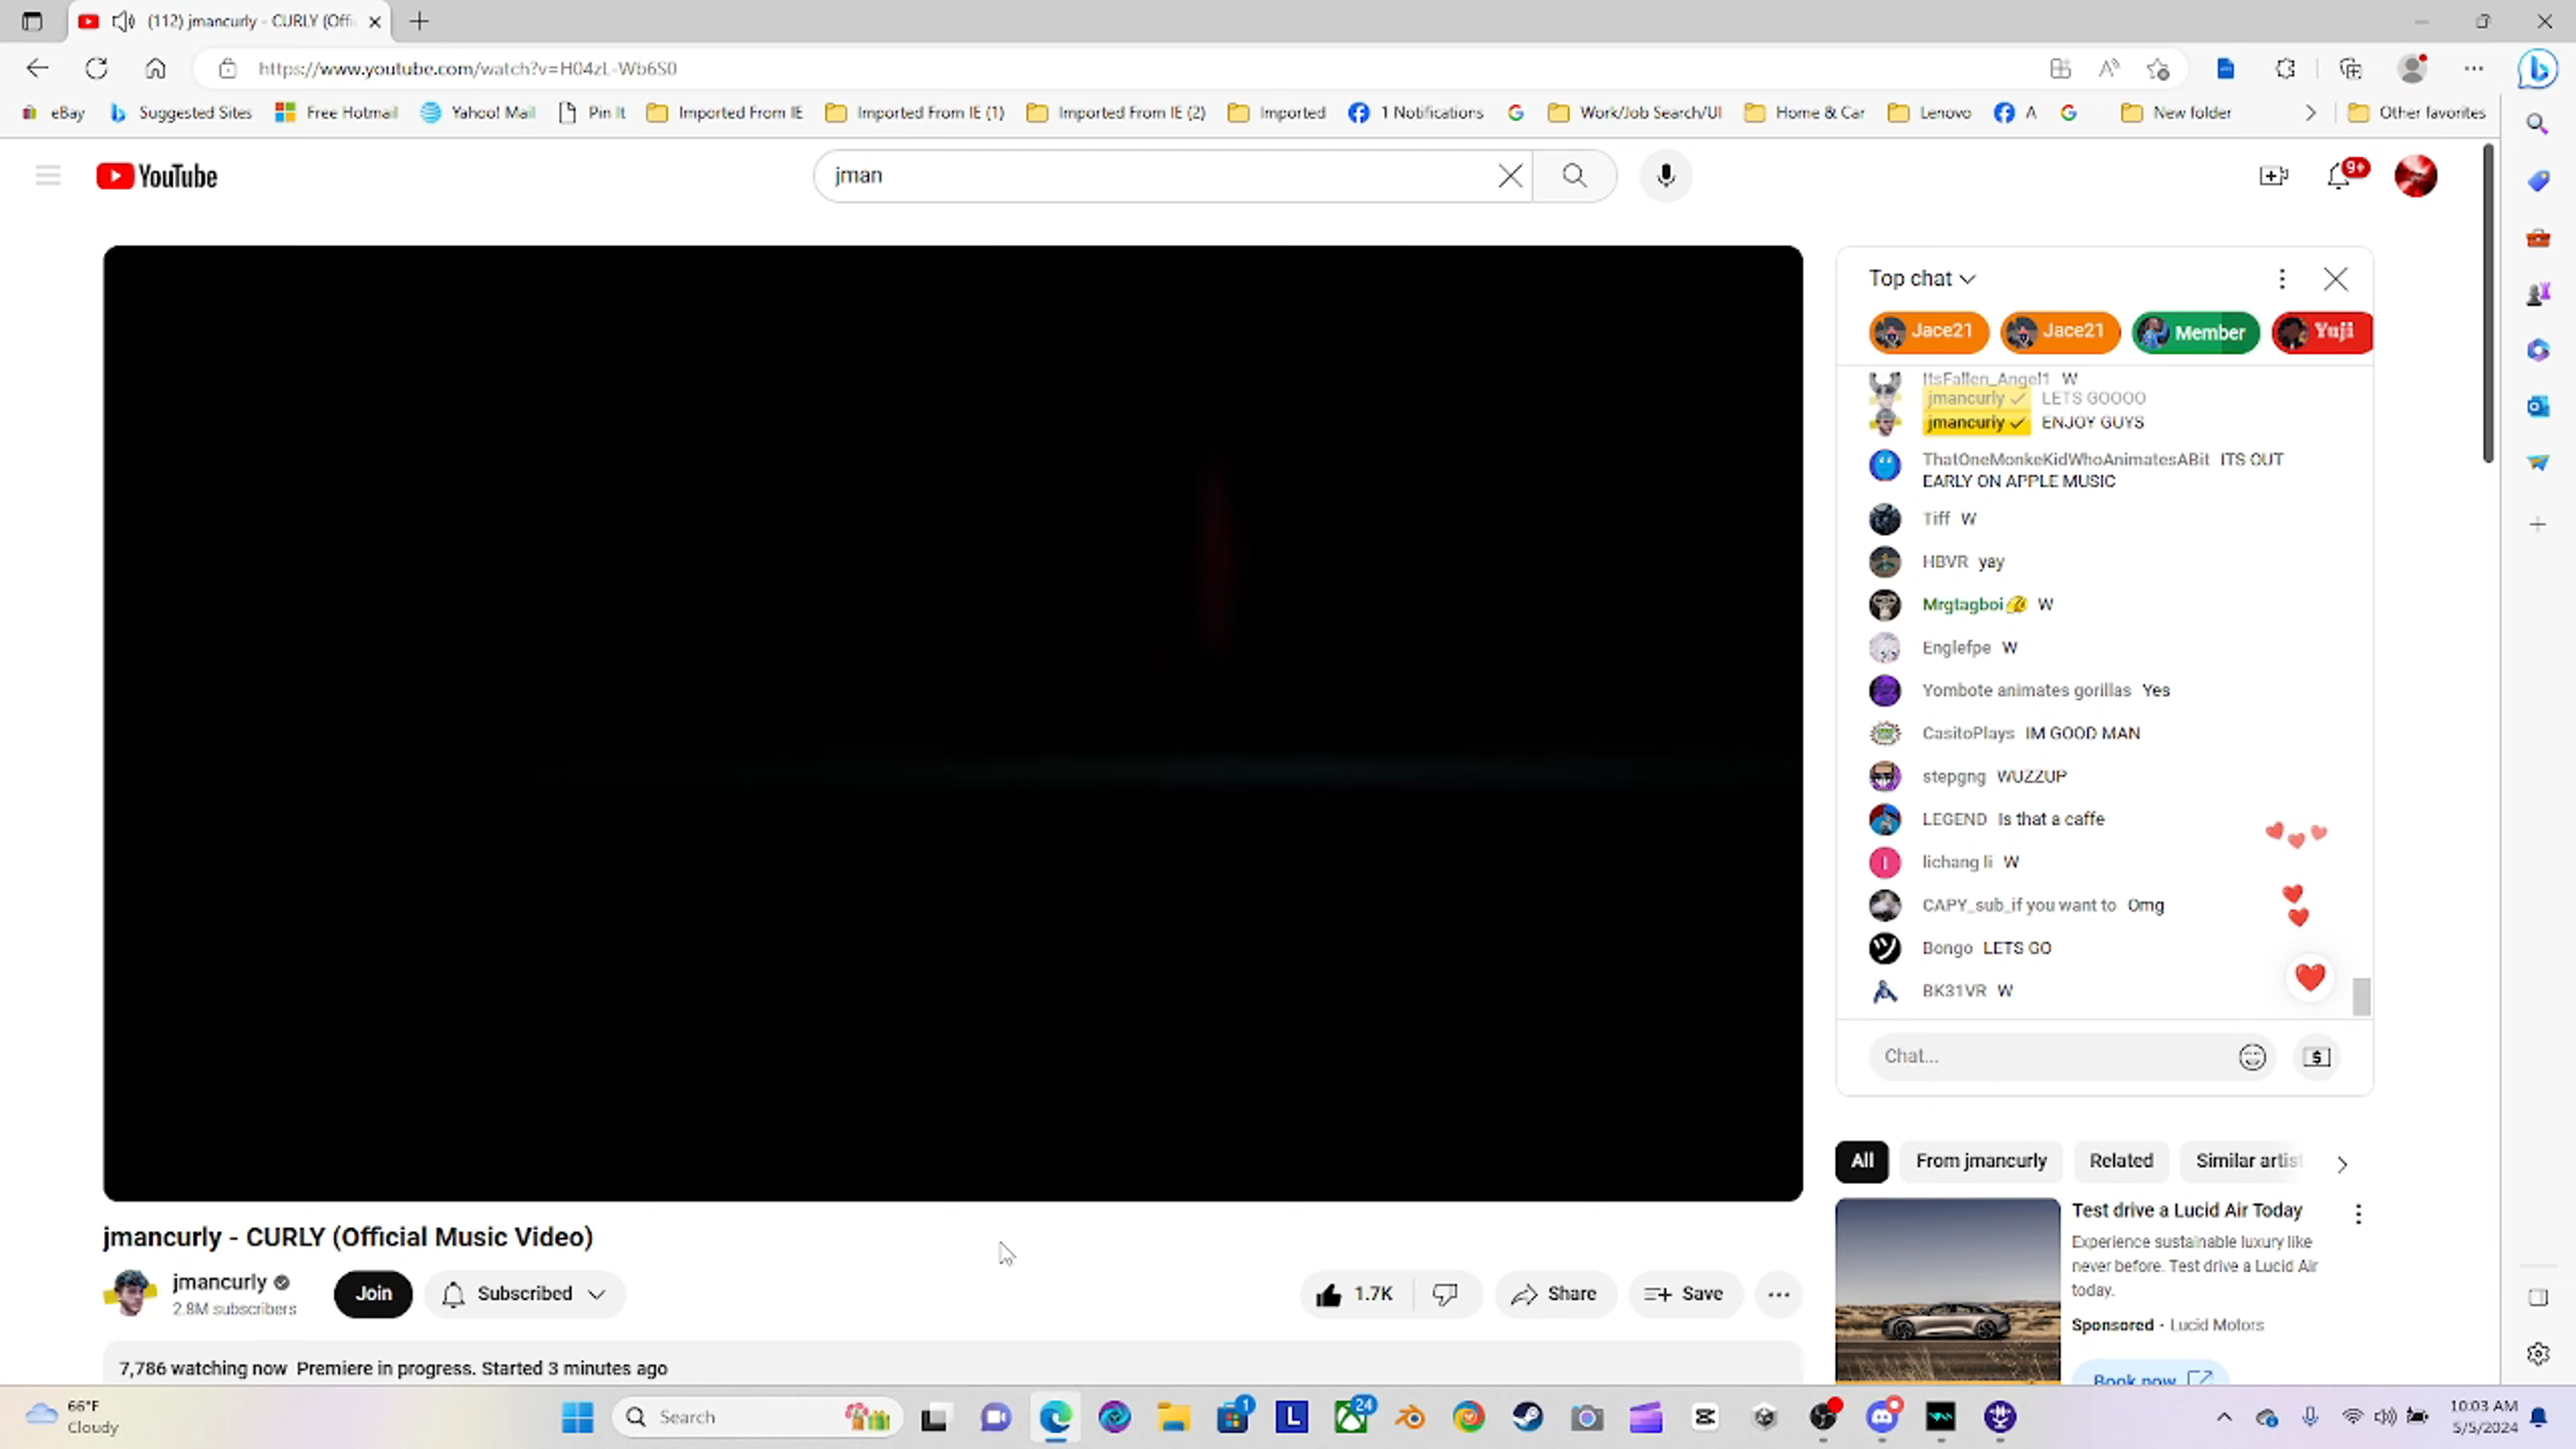 (112) jmancurly - CURLY (Offi
https://www.youtube.com/watch?v=H04zL-Wb6S0
eBay Suggested Sites Free Hotmail Yahoo! Mail Pin It Imported From IE Imported From IE (1) Imported From IE (2) Imported 1 Notifications Work/Job Search/UI Home & Car Lenovo A New folder Other favorites
YouTube
jman
9+
Top chat
Jace21 Jace21 Member Yuji
ItsFallen_Angel1 W
jmancurly LETS GOOOO
jmancurly ENJOY GUYS
ThatOneMonkeKidWhoAnimatesABit ITS OUT
EARLY ON APPLE MUSIC
Tiff W
HBVR yay
Mrgtagboi W
Englefpe W
Yombote animates gorillas Yes
CasitoPlays IM GOOD MAN
stepgng WUZZUP
LEGEND Is that a caffe
lichang li W
CAPY_sub_if you want to Omg
Bongo LETS GO
BK31VR W
Chat...
All From jmancurly Related Similar artist
jmancurly - CURLY (Official Music Video)
jmancurly
2.8M subscribers
Join
Subscribed
1.7K
Share
Save
7,786 watching now Premiere in progress. Started 3 minutes ago
Test drive a Lucid Air Today
Experience sustainable luxury like
never before. Test drive a Lucid Air
today.
Sponsored · Lucid Motors
Book now
66°F
Cloudy
Search
1
L
24
10:03 AM
5/5/2024